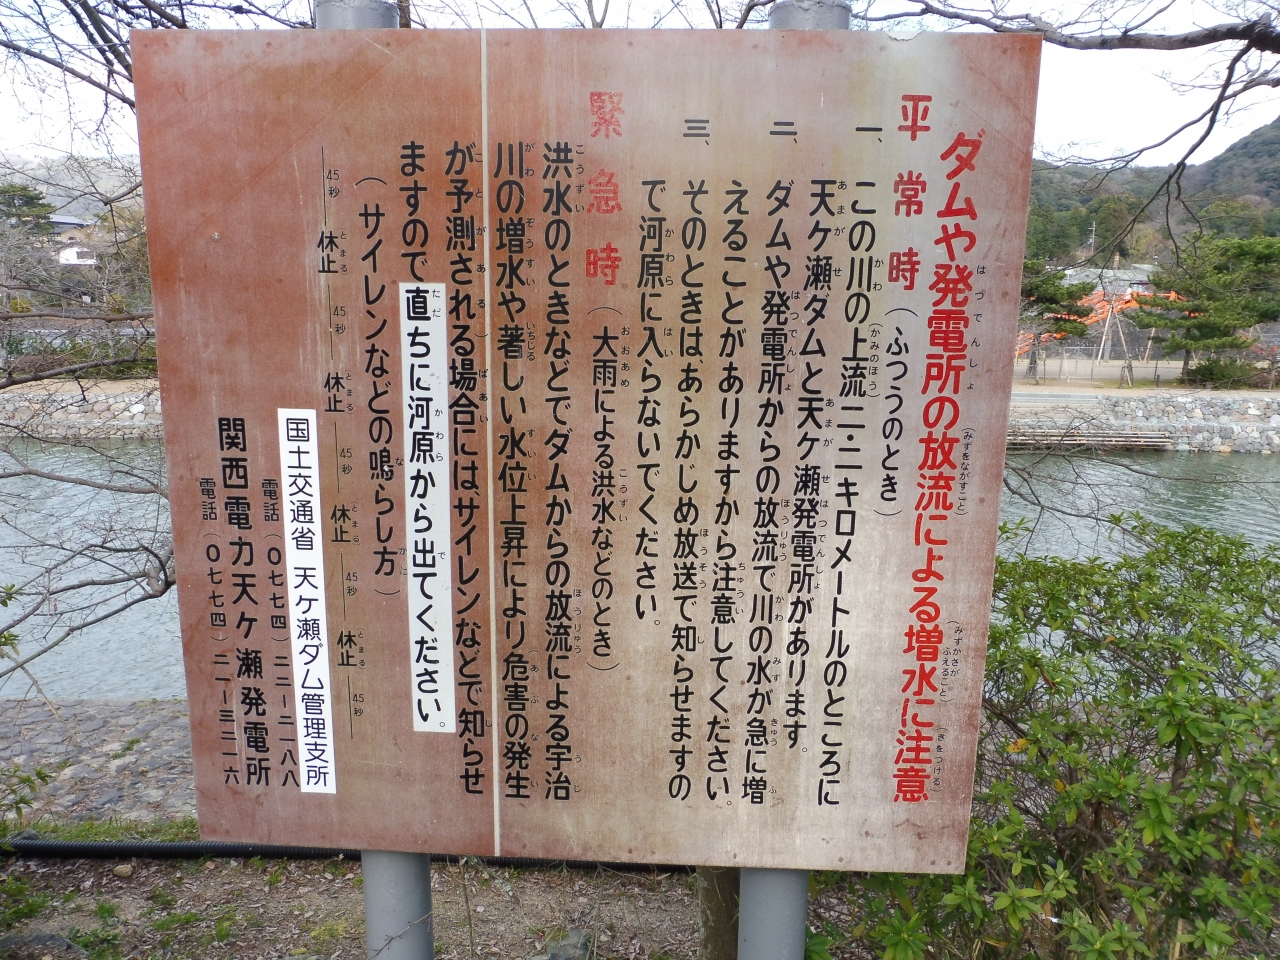 ダムや発電所の放流による増水に注意
平常時（ふつうのとき）
一、この川の上流二・二キロメートルのところに
天ケ瀬ダムと天ケ瀬発電所があります。
二、ダムや発電所からの放流で川の水が急に増
えることがありますから注意してください。
三、そのときは、あらかじめ放送で知らせますの
で河原に入らないでください。
緊急時（大雨による洪水などのとき）
洪水のときなどでダムからの放流による宇治
川の増水や著しい水位上昇により危害の発生
が予測される場合には、サイレンなどで知らせ
ますので直ちに河原から出てください。
（サイレンなどの鳴らし方）
45秒 休止 45秒 休止 45秒 休止 45秒 休止 45秒
国土交通省 天ケ瀬ダム管理支所
電話（〇七七四）二二―二一八八
関西電力天ケ瀬発電所
電話（〇七七四）二一―三二一六